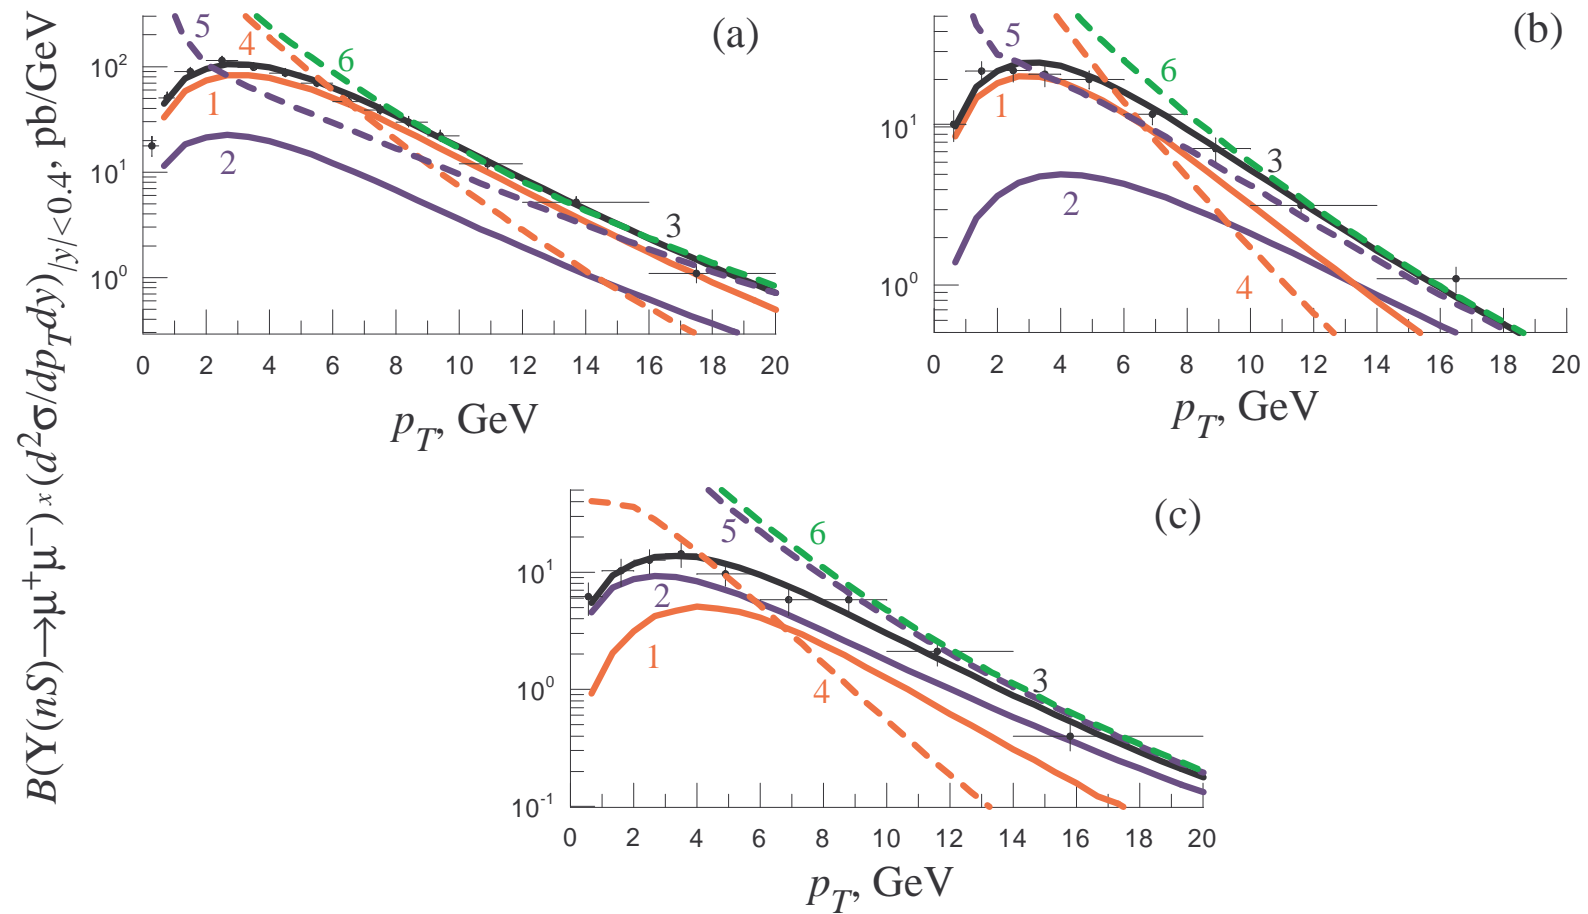 B(Υ(nS)→μ⁺μ⁻) x (d²σ/dp_T dy)_|y|<0.4, pb/GeV
(a)
10²
10¹
10⁰
5
4
6
1
2
3
0 2 4 6 8 10 12 14 16 18 20
p_T, GeV
(b)
10¹
10⁰
5
6
1
2
3
4
0 2 4 6 8 10 12 14 16 18 20
p_T, GeV
(c)
10¹
10⁰
10⁻¹
5
6
2
1
4
3
0 2 4 6 8 10 12 14 16 18 20
p_T, GeV